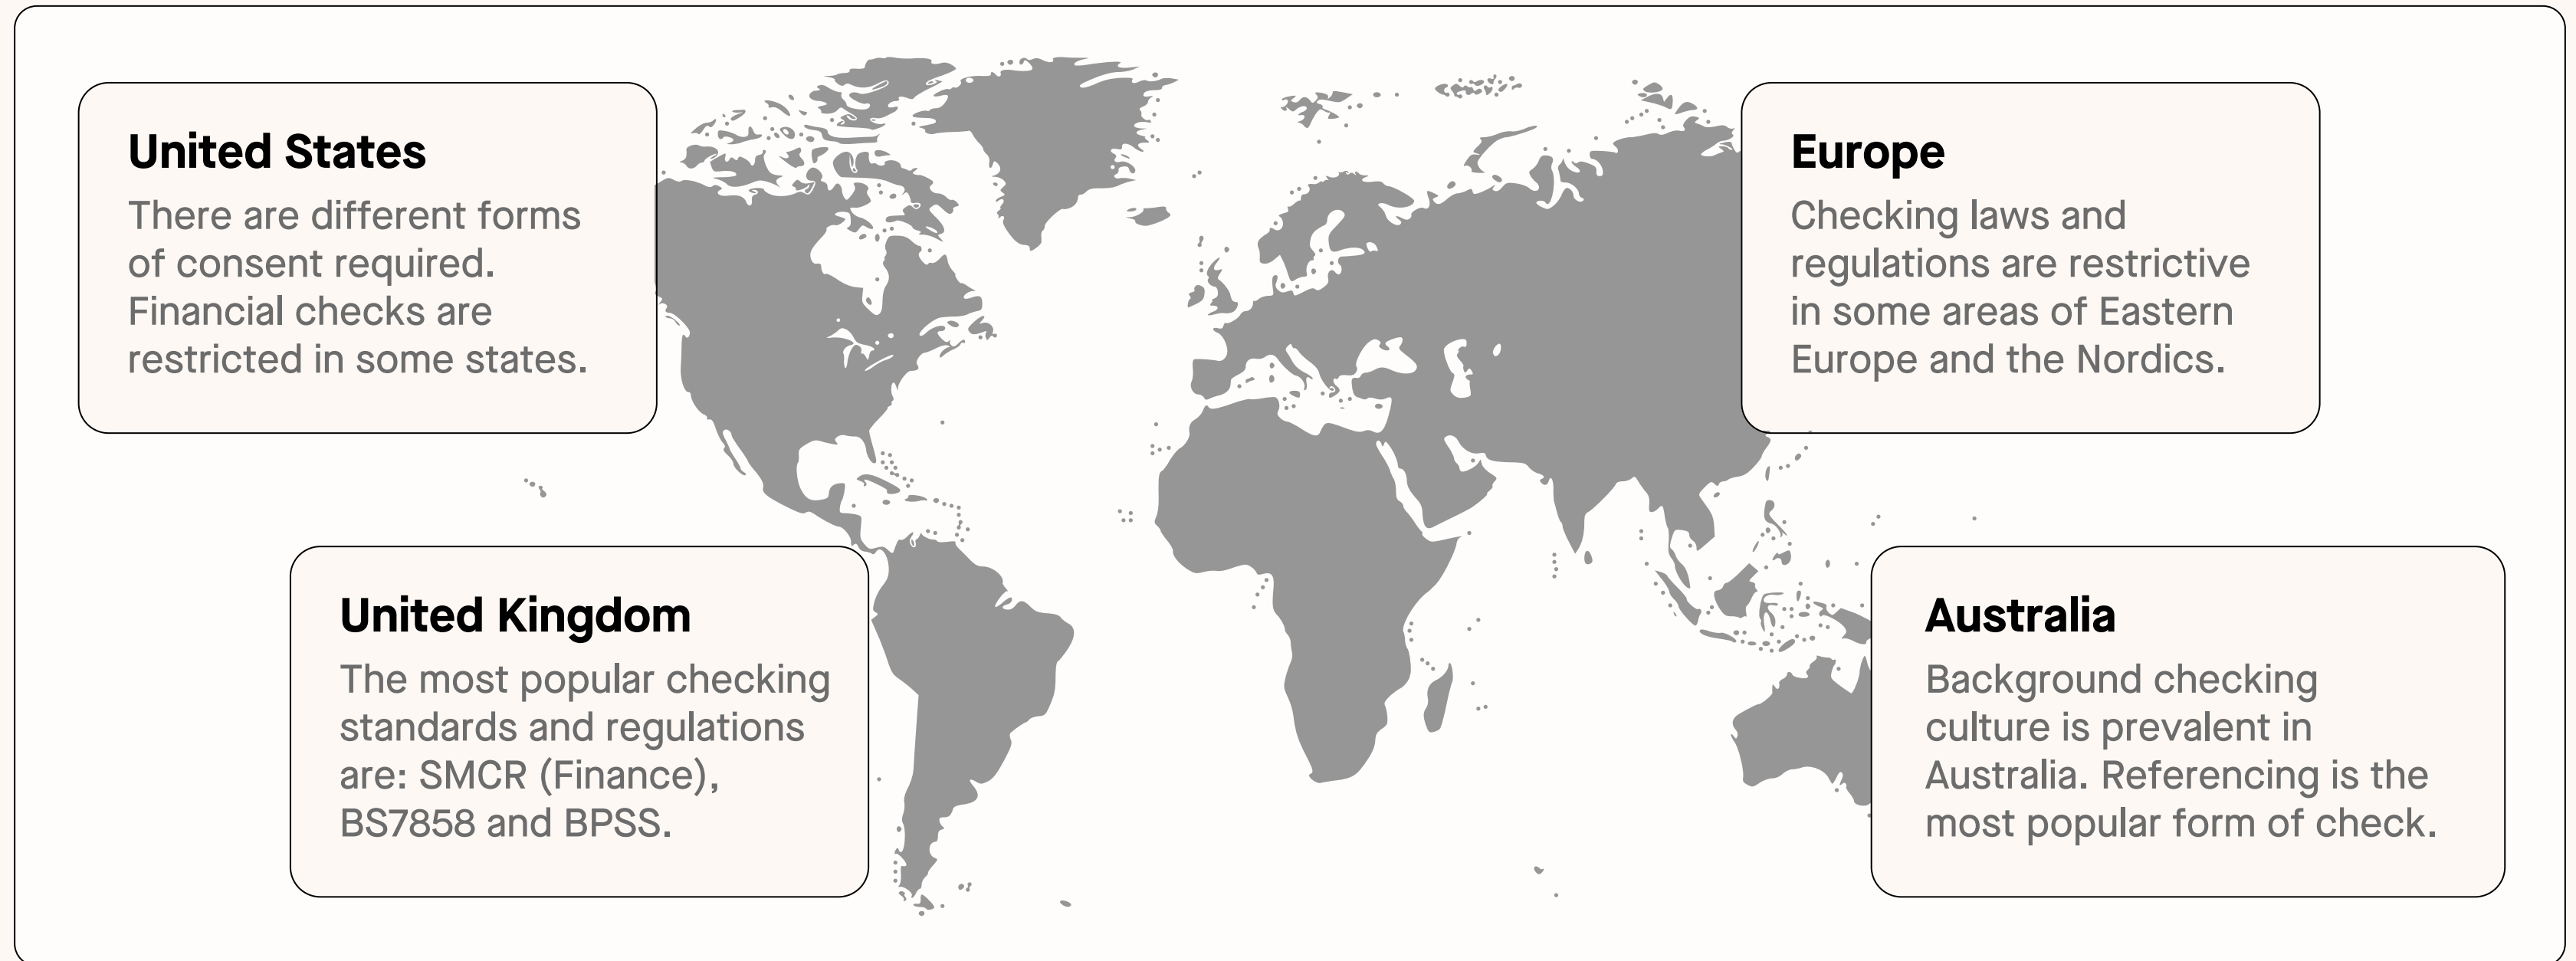 United States
There are different forms
of consent required.
Financial checks are
restricted in some states.
Europe
Checking laws and
regulations are restrictive
in some areas of Eastern
Europe and the Nordics.
United Kingdom
The most popular checking
standards and regulations
are: SMCR (Finance),
BS7858 and BPSS.
Australia
Background checking
culture is prevalent in
Australia. Referencing is the
most popular form of check.